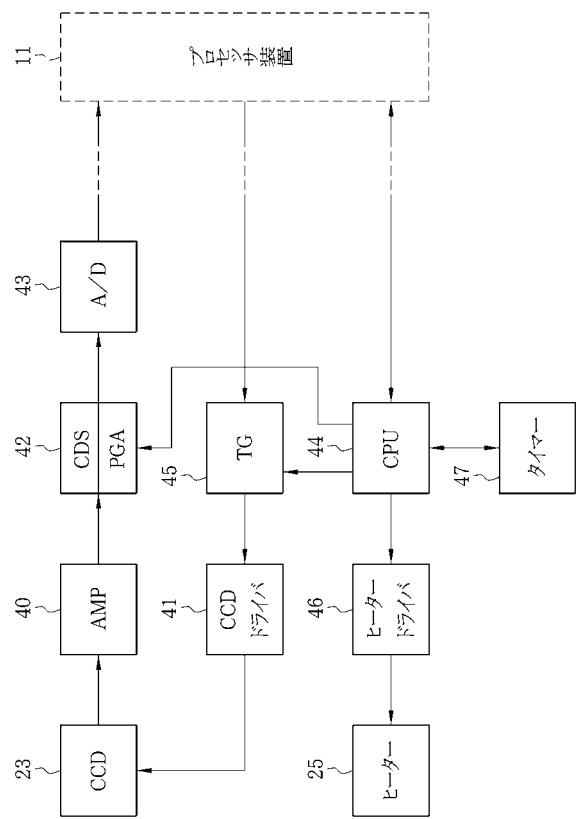 23
CCD
40
AMP
42
CDS
PGA
43
A/D
11
プロセッサ装置
41
CCD
ドライバ
45
TG
25
ヒーター
46
ヒーター
ドライバ
44
CPU
47
タイマー